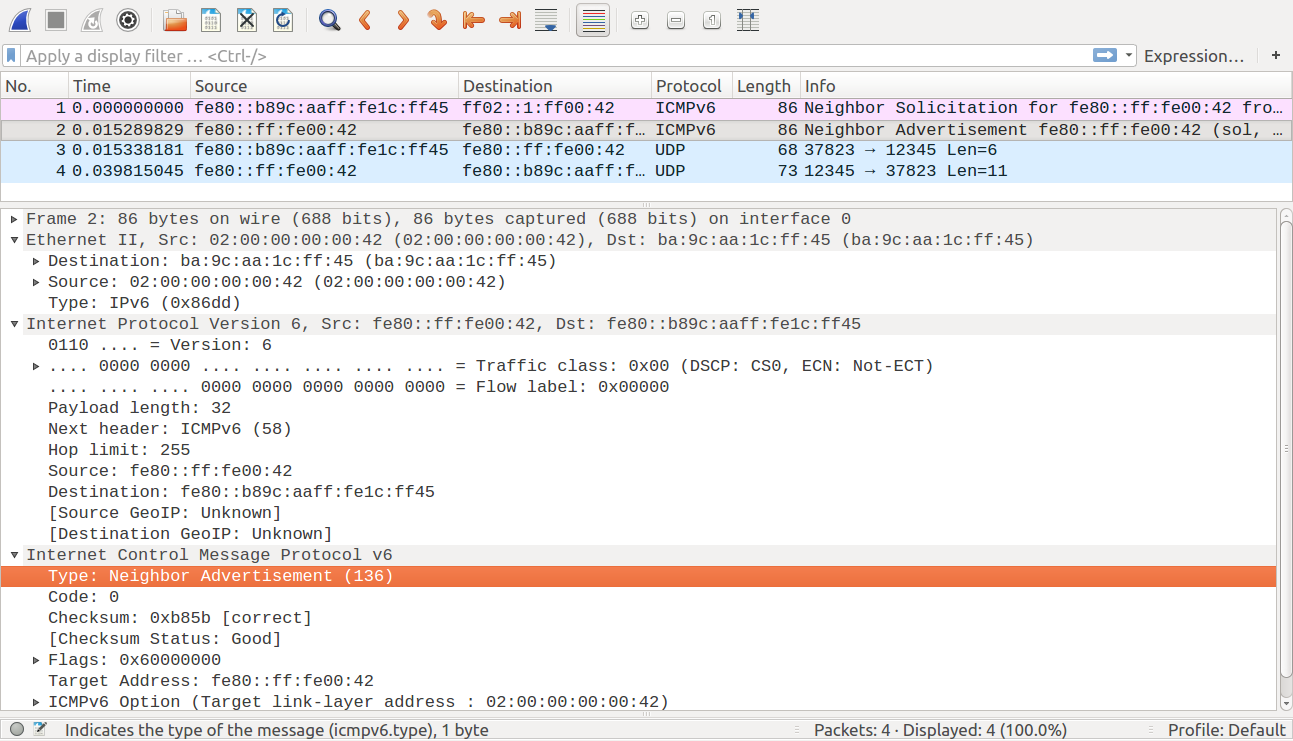 Apply a display filter … <Ctrl-/> Expression… +
No. Time Source Destination Protocol Length Info
1 0.000000000 fe80::b89c:aaff:fe1c:ff45 ff02::1:ff00:42 ICMPv6 86 Neighbor Solicitation for fe80::ff:fe00:42 fro…
2 0.015289829 fe80::ff:fe00:42 fe80::b89c:aaff:f… ICMPv6 86 Neighbor Advertisement fe80::ff:fe00:42 (sol, …
3 0.015338181 fe80::b89c:aaff:fe1c:ff45 fe80::ff:fe00:42 UDP 68 37823 → 12345 Len=6
4 0.039815045 fe80::ff:fe00:42 fe80::b89c:aaff:f… UDP 73 12345 → 37823 Len=11
Frame 2: 86 bytes on wire (688 bits), 86 bytes captured (688 bits) on interface 0
Ethernet II, Src: 02:00:00:00:00:42 (02:00:00:00:00:42), Dst: ba:9c:aa:1c:ff:45 (ba:9c:aa:1c:ff:45)
Destination: ba:9c:aa:1c:ff:45 (ba:9c:aa:1c:ff:45)
Source: 02:00:00:00:00:42 (02:00:00:00:00:42)
Type: IPv6 (0x86dd)
Internet Protocol Version 6, Src: fe80::ff:fe00:42, Dst: fe80::b89c:aaff:fe1c:ff45
0110 .... = Version: 6
.... 0000 0000 .... .... .... .... .... = Traffic class: 0x00 (DSCP: CS0, ECN: Not-ECT)
.... .... .... 0000 0000 0000 0000 0000 = Flow label: 0x00000
Payload length: 32
Next header: ICMPv6 (58)
Hop limit: 255
Source: fe80::ff:fe00:42
Destination: fe80::b89c:aaff:fe1c:ff45
[Source GeoIP: Unknown]
[Destination GeoIP: Unknown]
Internet Control Message Protocol v6
Type: Neighbor Advertisement (136)
Code: 0
Checksum: 0xb85b [correct]
[Checksum Status: Good]
Flags: 0x60000000
Target Address: fe80::ff:fe00:42
ICMPv6 Option (Target link-layer address : 02:00:00:00:00:42)
Indicates the type of the message (icmpv6.type), 1 byte Packets: 4 · Displayed: 4 (100.0%) Profile: Default